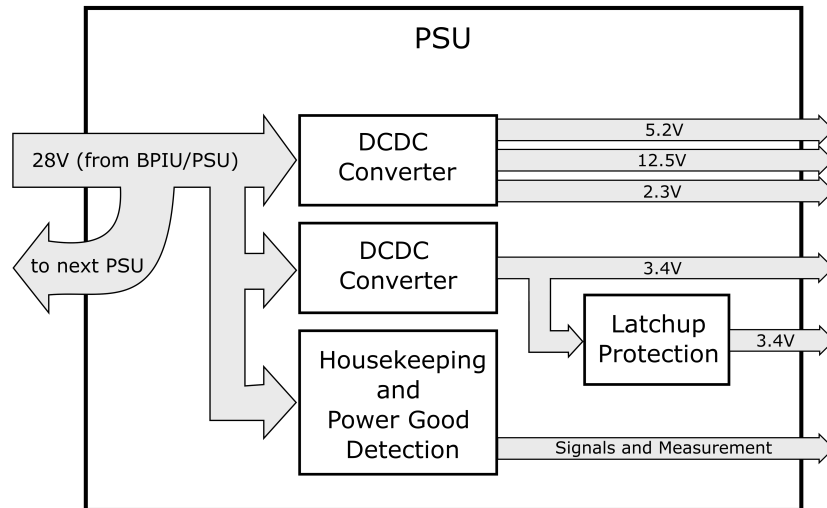 PSU
28V (from BPIU/PSU)
to next PSU
DCDC
Converter
5.2V
12.5V
2.3V
DCDC
Converter
3.4V
Latchup
Protection
3.4V
Housekeeping
and
Power Good
Detection
Signals and Measurement